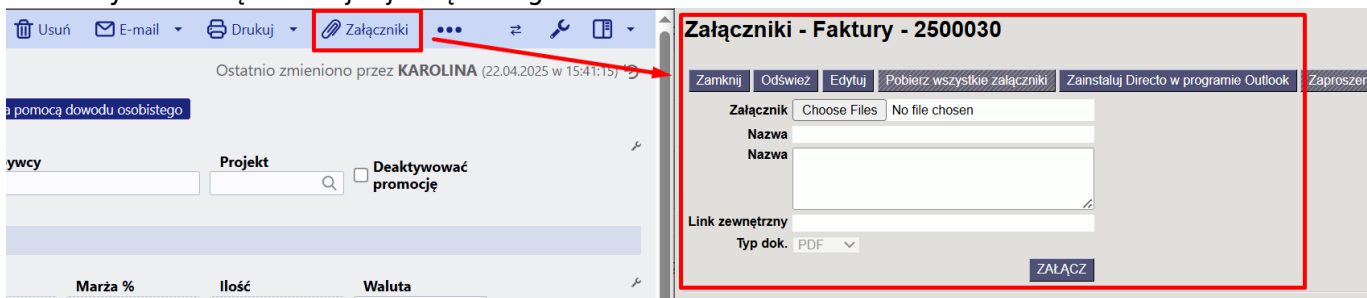 Usuń E-mail Drukuj Załączniki
Ostatnio zmieniono przez KAROLINA (22.04.2025 w 15:41:15)
a pomocą dowodu osobistego
Projekt
Deaktywować
promocję
Marża % Ilość Waluta
Załączniki - Faktury - 2500030
Zamknij Odśwież Edytuj Pobierz wszystkie załączniki Zainstaluj Directo w programie Outlook
Załącznik Choose Files No file chosen
Nazwa
Nazwa
Link zewnętrzny
Typ dok. PDF
ZAŁĄCZ